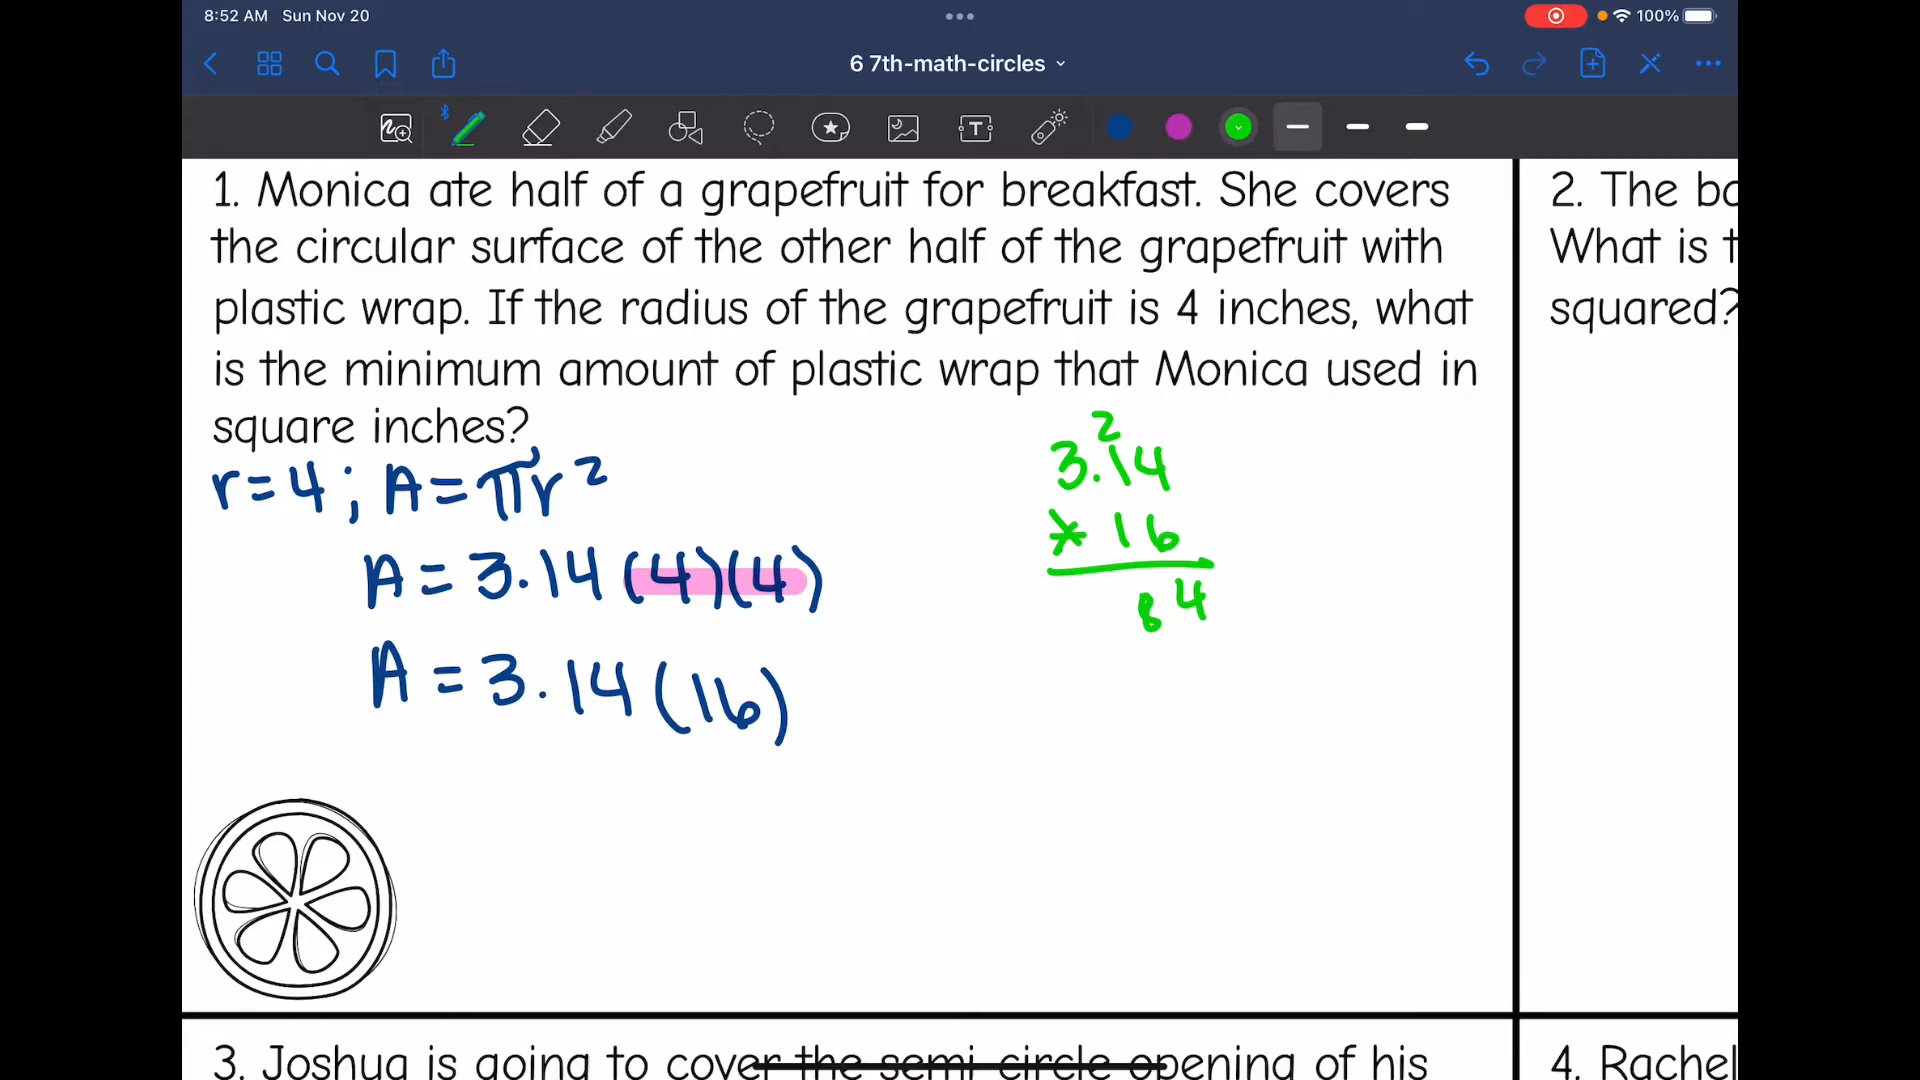 8:52 AM Sun Nov 20
100%
6 7th-math-circles
T
1. Monica ate half of a grapefruit for breakfast. She covers
the circular surface of the other half of the grapefruit with
plastic wrap. If the radius of the grapefruit is 4 inches, what
is the minimum amount of plastic wrap that Monica used in
square inches?
r=4 ; A=πr²
A = 3.14 (4)(4)
A = 3.14 (16)
2
3.14
* 16
84
2. The ba
What is t
squared?
3. Joshua is going to cover the semi-circle opening of his
4. Rachel